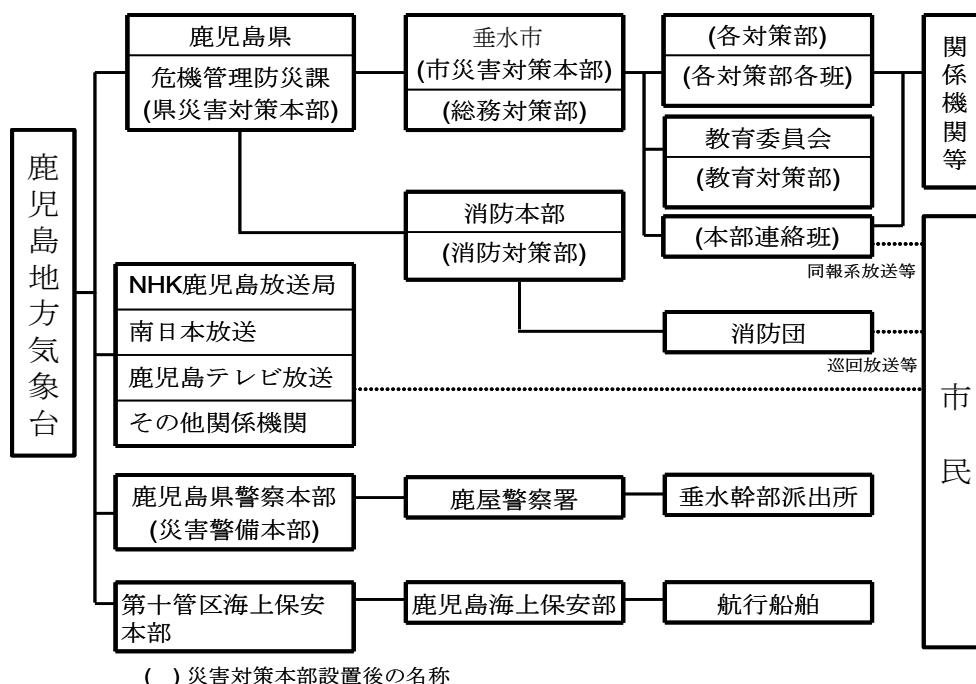 鹿児島地方気象台
鹿児島県
危機管理防災課
(県災害対策本部)
垂水市
(市災害対策本部)
(総務対策部)
(各対策部)
(各対策部各班)
教育委員会
(教育対策部)
(本部連絡班)
同報系放送等
関係機関等
消防本部
(消防対策部)
消防団
巡回放送等
NHK鹿児島放送局
南日本放送
鹿児島テレビ放送
その他関係機関
市民
鹿児島県警察本部
(災害警備本部)
鹿屋警察署
垂水幹部派出所
第十管区海上保安
本部
鹿児島海上保安部
航行船舶
(　) 災害対策本部設置後の名称